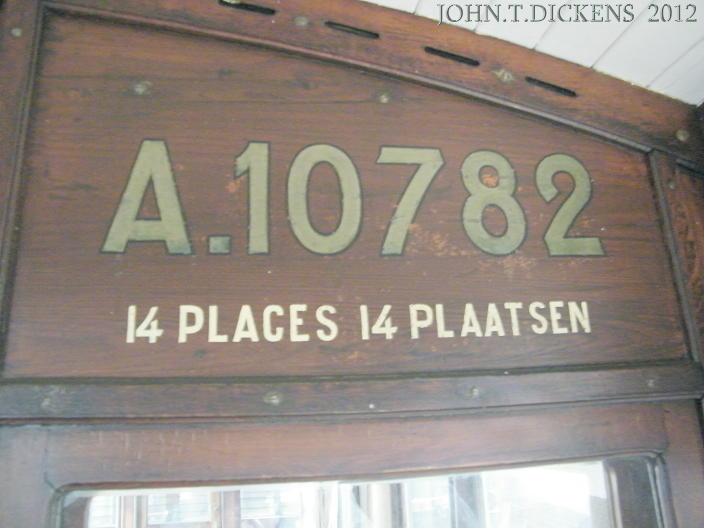 JOHN.T.DICKENS 2012
A.10782
14 PLACES 14 PLAATSEN